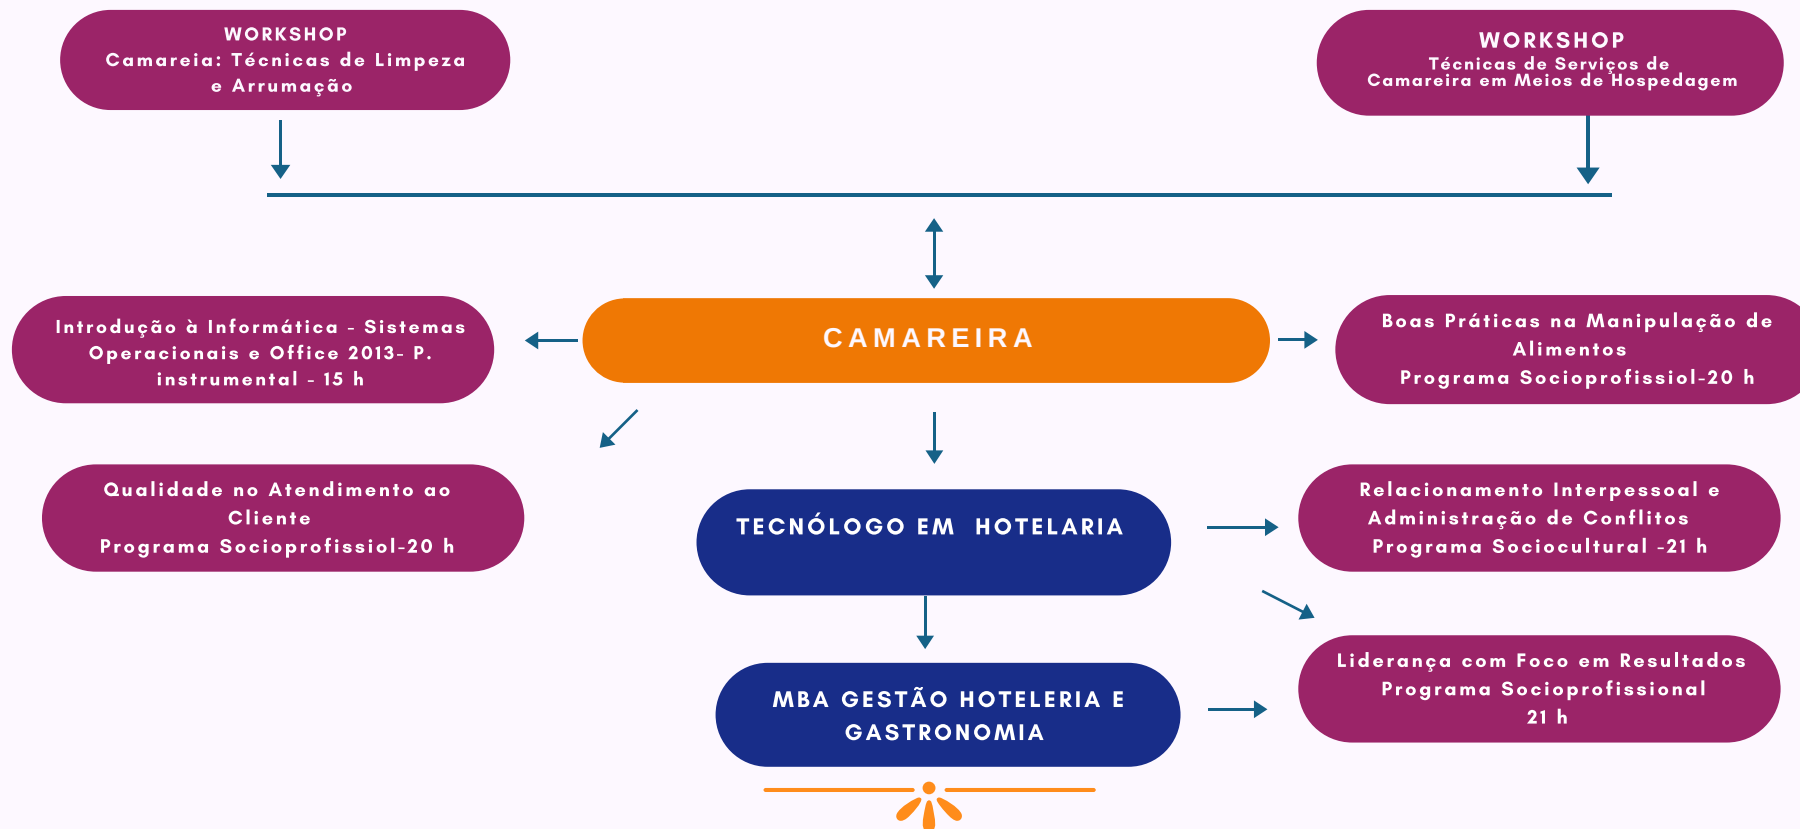 WORKSHOP
Camareia: Técnicas de Limpeza
e Arrumação
WORKSHOP
Técnicas de Serviços de
Camareira em Meios de Hospedagem
Introdução à Informática - Sistemas
Operacionais e Office 2013- P.
instrumental - 15 h
CAMAREIRA
Boas Práticas na Manipulação de
Alimentos
Programa Socioprofissiol-20 h
Qualidade no Atendimento ao
Cliente
Programa Socioprofissiol-20 h
TECNÓLOGO EM  HOTELARIA
Relacionamento Interpessoal e
Administração de Conflitos
Programa Sociocultural -21 h
MBA GESTÃO HOTELERIA E
GASTRONOMIA
Liderança com Foco em Resultados
Programa Socioprofissional
21 h